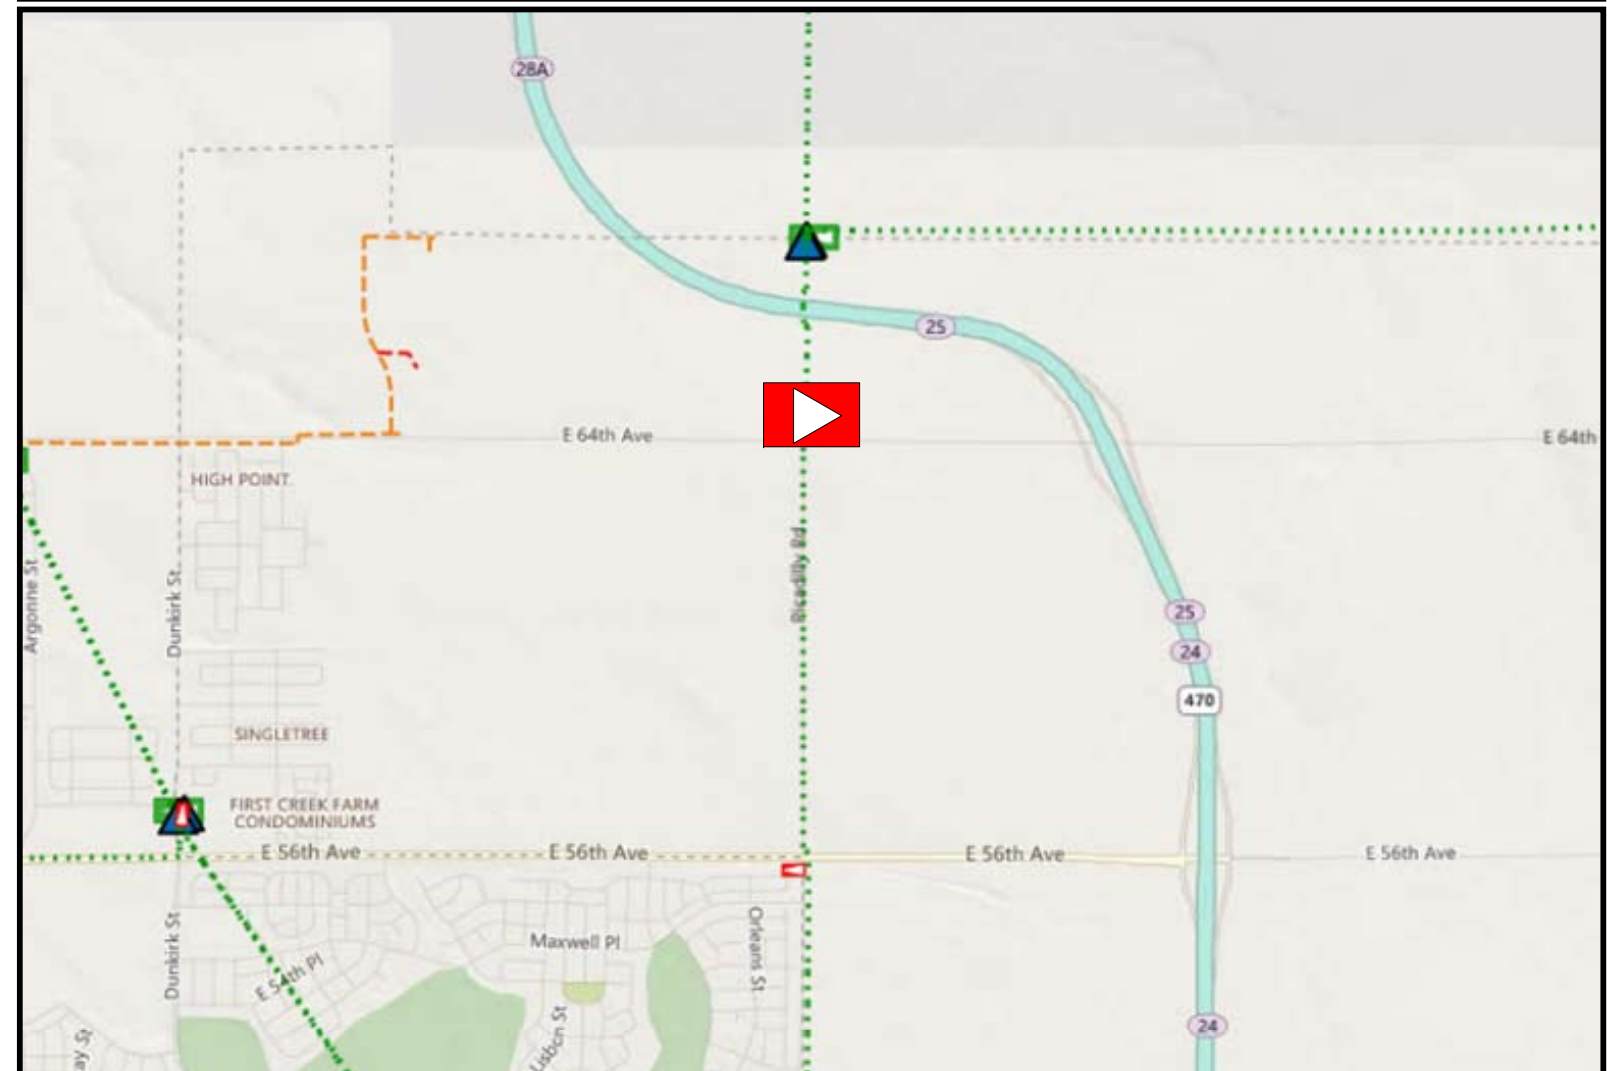 28A
25
E 64th Ave
E 64th
HIGH POINT
Picadilly Rd
Argonne St
Dunkirk St
25
24
470
SINGLETREE
FIRST CREEK FARM
CONDOMINIUMS
E 56th Ave
E 56th Ave
E 56th Ave
E 56th Ave
Dunkirk St
Maxwell Pl
Orleans St
E 54th Pl
Lisbon St
ay St
24